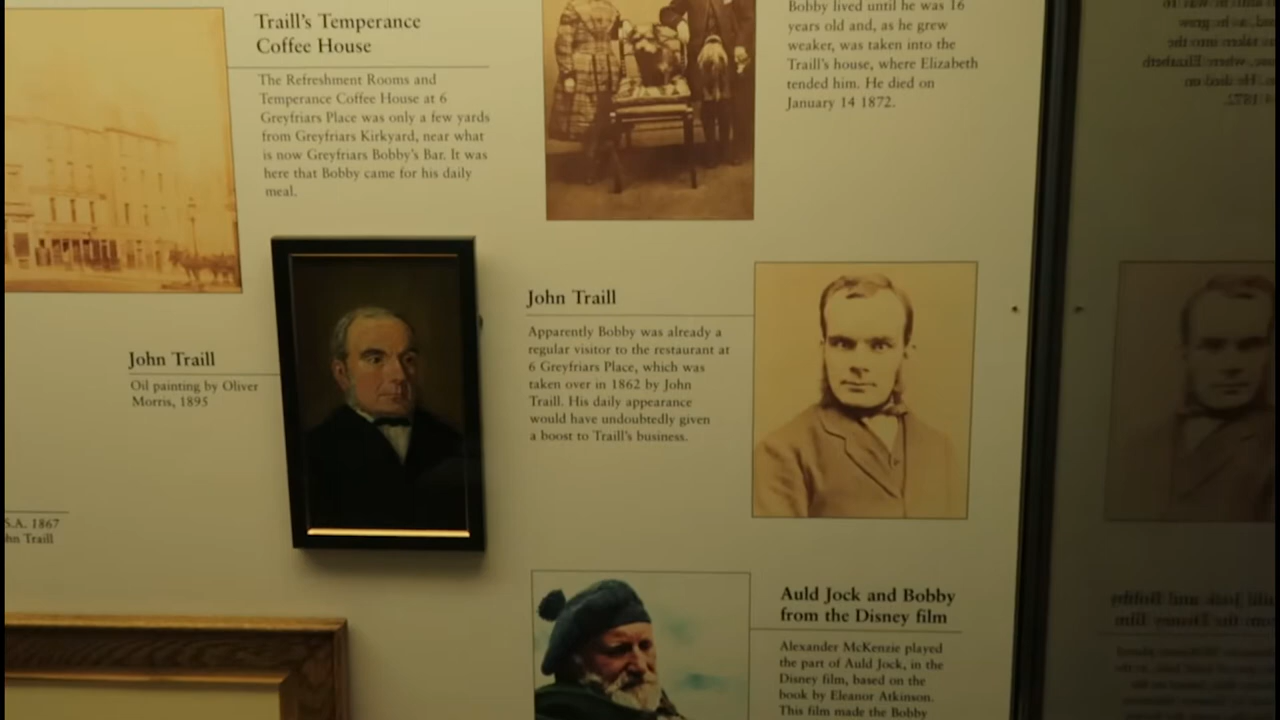 Traill's Temperance
Coffee House
The Refreshment Rooms and
Temperance Coffee House at 6
Greyfriars Place was only a few yards
from Greyfriars Kirkyard, near what
is now Greyfriars Bobby's Bar. It was
here that Bobby came for his daily
meal.
Bobby lived until he was 16
years old and, as he grew
weaker, was taken into the
Traill's house, where Elizabeth
tended him. He died on
January 14 1872.
John Traill
Oil painting by Oliver
Morris, 1895
John Traill
Apparently Bobby was already a
regular visitor to the restaurant at
6 Greyfriars Place, which was
taken over in 1862 by John
Traill. His daily appearance
would have undoubtedly given
a boost to Traill's business.
S.A. 1867
hn Traill
Auld Jock and Bobby
from the Disney film
Alexander McKenzie played
the part of Auld Jock, in the
Disney film, based on the
book by Eleanor Atkinson.
This film made the Bobby